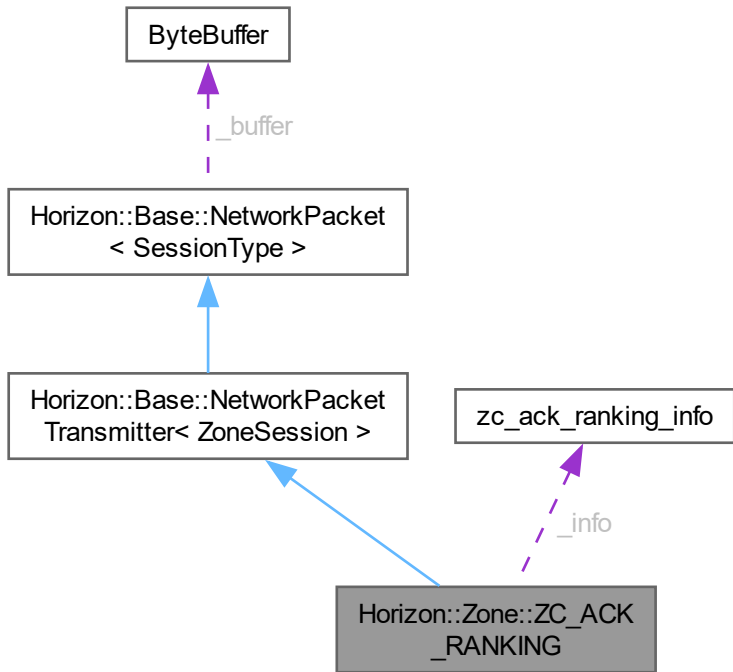 ByteBuffer
_buffer
Horizon::Base::NetworkPacket
< SessionType >
Horizon::Base::NetworkPacket
Transmitter< ZoneSession >
zc_ack_ranking_info
_info
Horizon::Zone::ZC_ACK
_RANKING